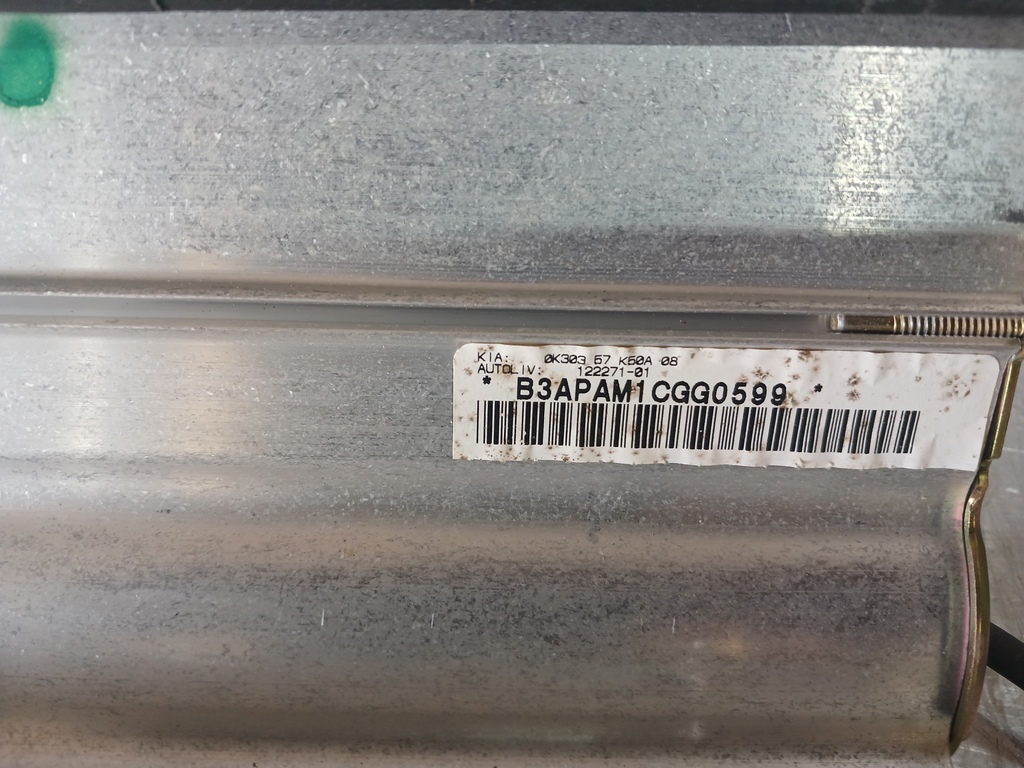 KIA: 0K303 57 K50A 08
AUTOLIV: 122271-01
* B3APAM1CGG0599 *